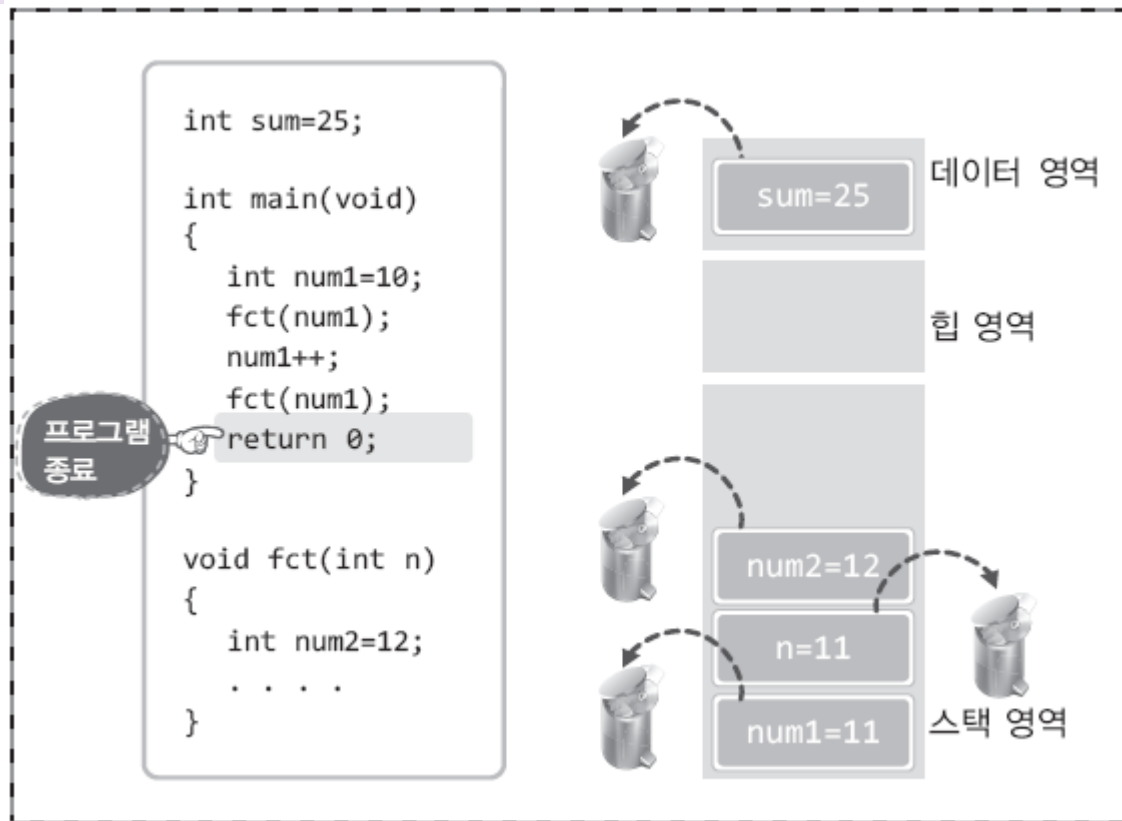 int sum=25;
int main(void)
{
int num1=10;
fct(num1);
num1++;
fct(num1);
return 0;
}
void fct(int n)
{
int num2=12;
. . . .
}
프로그램
종료
sum=25
데이터 영역
힙 영역
num2=12
n=11
num1=11
스택 영역